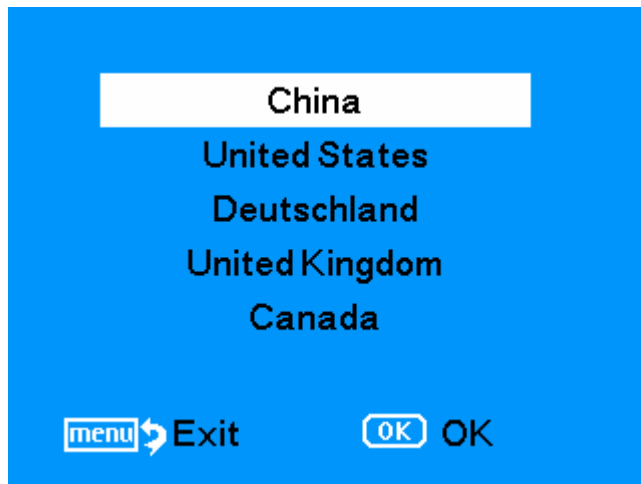 China
United States
Deutschland
United Kingdom
Canada
menu Exit OK OK